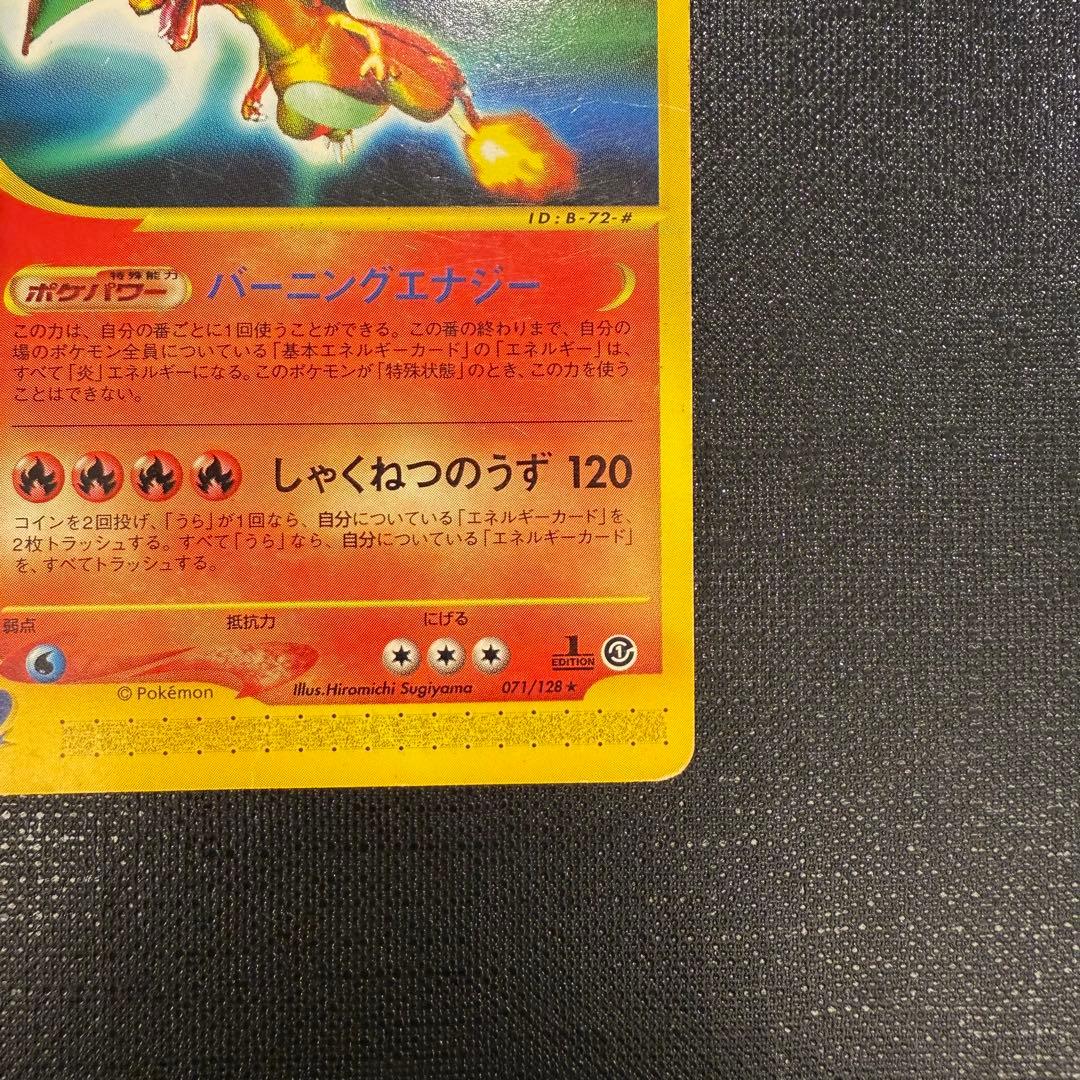 ID:B-72-#
特殊能力
ポケパワー バーニングエナジー
この力は、自分の番ごとに1回使うことができる。この番の終わりまで、自分の
場のポケモン全員についている「基本エネルギーカード」の「エネルギー」は、
すべて「炎」エネルギーになる。このポケモンが「特殊状態」のとき、この力を使う
ことはできない。
しゃくねつのうず 120
コインを2回投げ、「うら」が1回なら、自分についている「エネルギーカード」を、
2枚トラッシュする。すべて「うら」なら、自分についている「エネルギーカード」
を、すべてトラッシュする。
弱点 抵抗力 にげる
1
EDITION
© Pokémon Illus.Hiromichi Sugiyama 071/128★